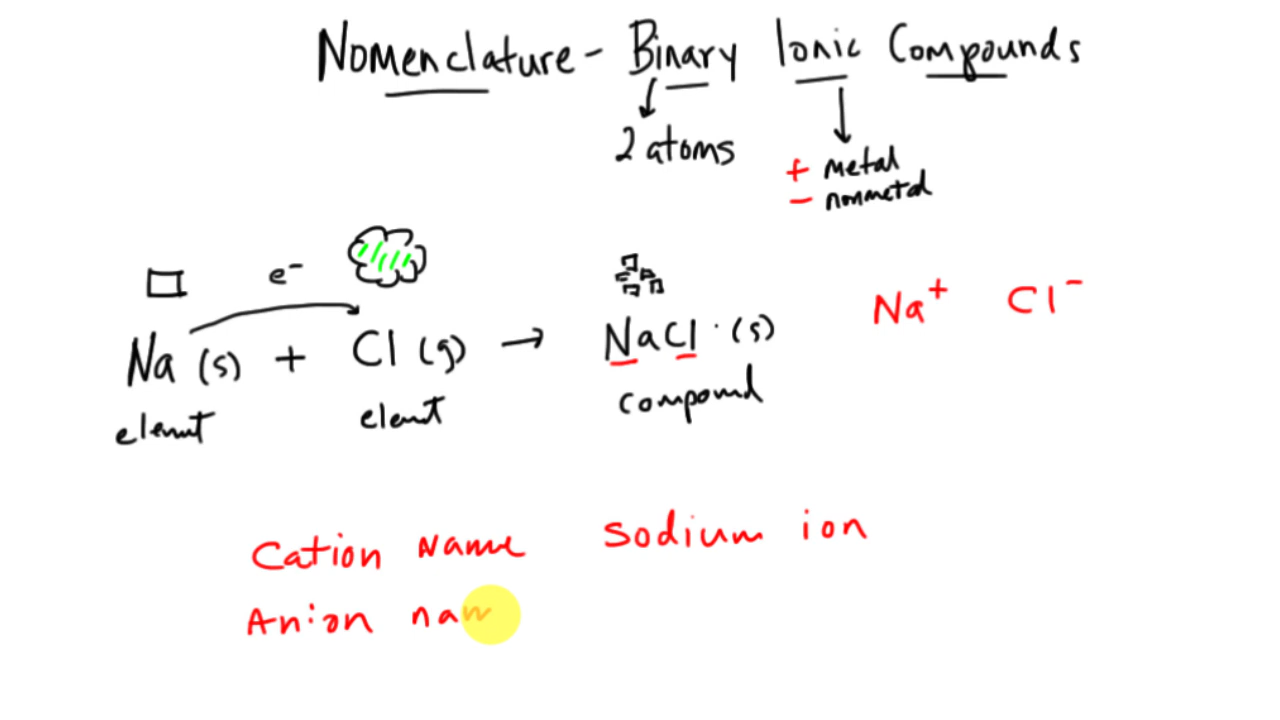 Nomenclature - Binary Ionic Compounds
2 atoms
+ metal
- nonmetal
e⁻
Na⁺ Cl⁻
Na (s) + Cl (g) → NaCl · (s)
element element compound
Cation Name Sodium ion
Anion nam